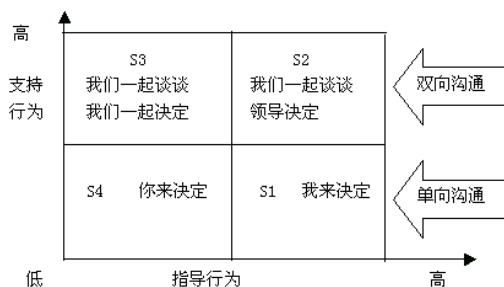 高
S3
S2
支持
我们一起谈谈
我们一起谈谈
双向沟通
行为
我们一起决定
领导决定
S4 你来决定
S1 我来决定
单向沟通
低
指导行为
高